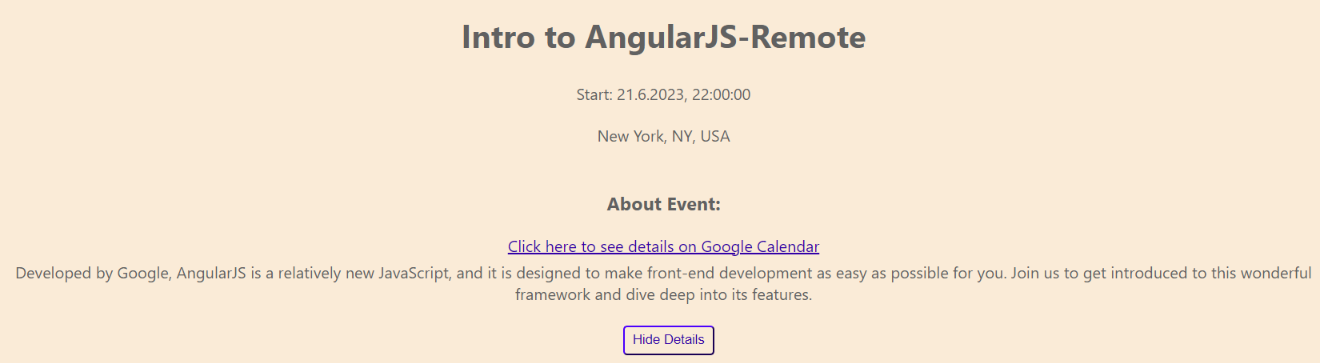 Intro to AngularJS-Remote
Start: 21.6.2023, 22:00:00
New York, NY, USA
About Event:
Click here to see details on Google Calendar
Developed by Google, AngularJS is a relatively new JavaScript, and it is designed to make front-end development as easy as possible for you. Join us to get introduced to this wonderful
framework and dive deep into its features.
Hide Details